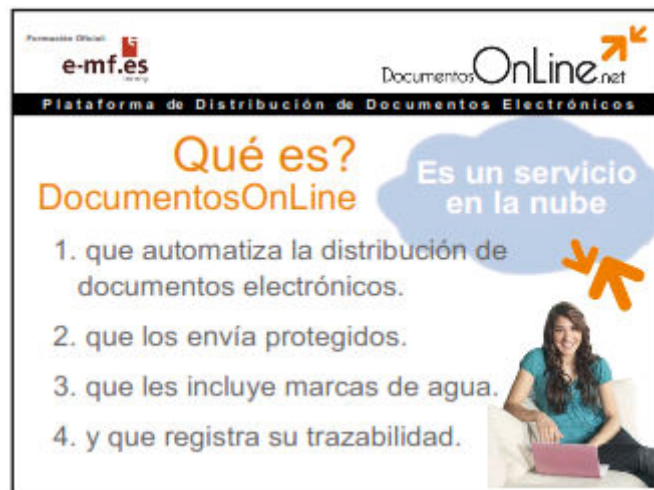 Formación Oficial:
e-mf.es
learning
DocumentosOnLine.net
Plataforma de Distribución de Documentos Electrónicos
Qué es?
DocumentosOnLine
Es un servicio
en la nube
1. que automatiza la distribución de
documentos electrónicos.
2. que los envía protegidos.
3. que les incluye marcas de agua.
4. y que registra su trazabilidad.